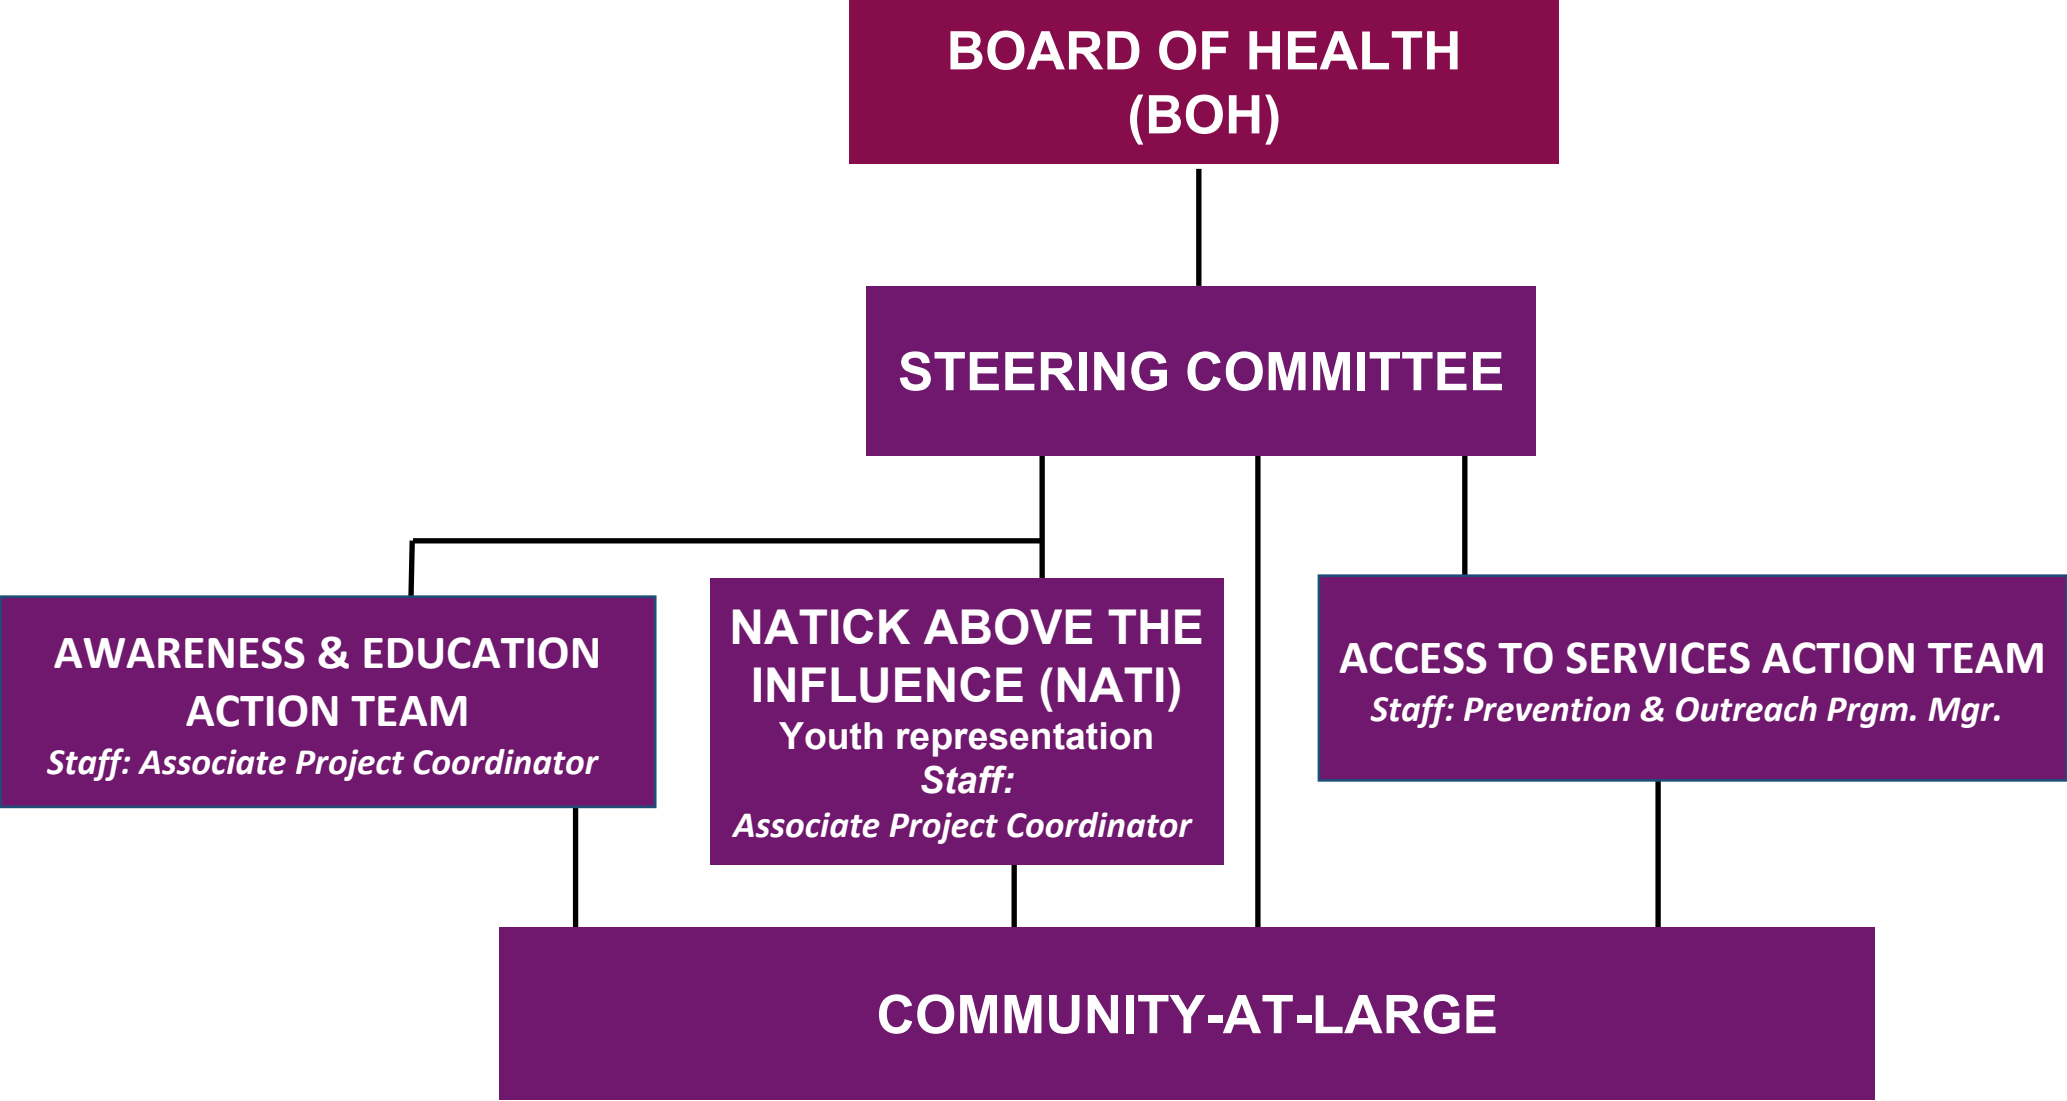 BOARD OF HEALTH
(BOH)
STEERING COMMITTEE
AWARENESS & EDUCATION
ACTION TEAM
Staff: Associate Project Coordinator
NATICK ABOVE THE
INFLUENCE (NATI)
Youth representation
Staff:
Associate Project Coordinator
ACCESS TO SERVICES ACTION TEAM
Staff: Prevention & Outreach Prgm. Mgr.
COMMUNITY-AT-LARGE